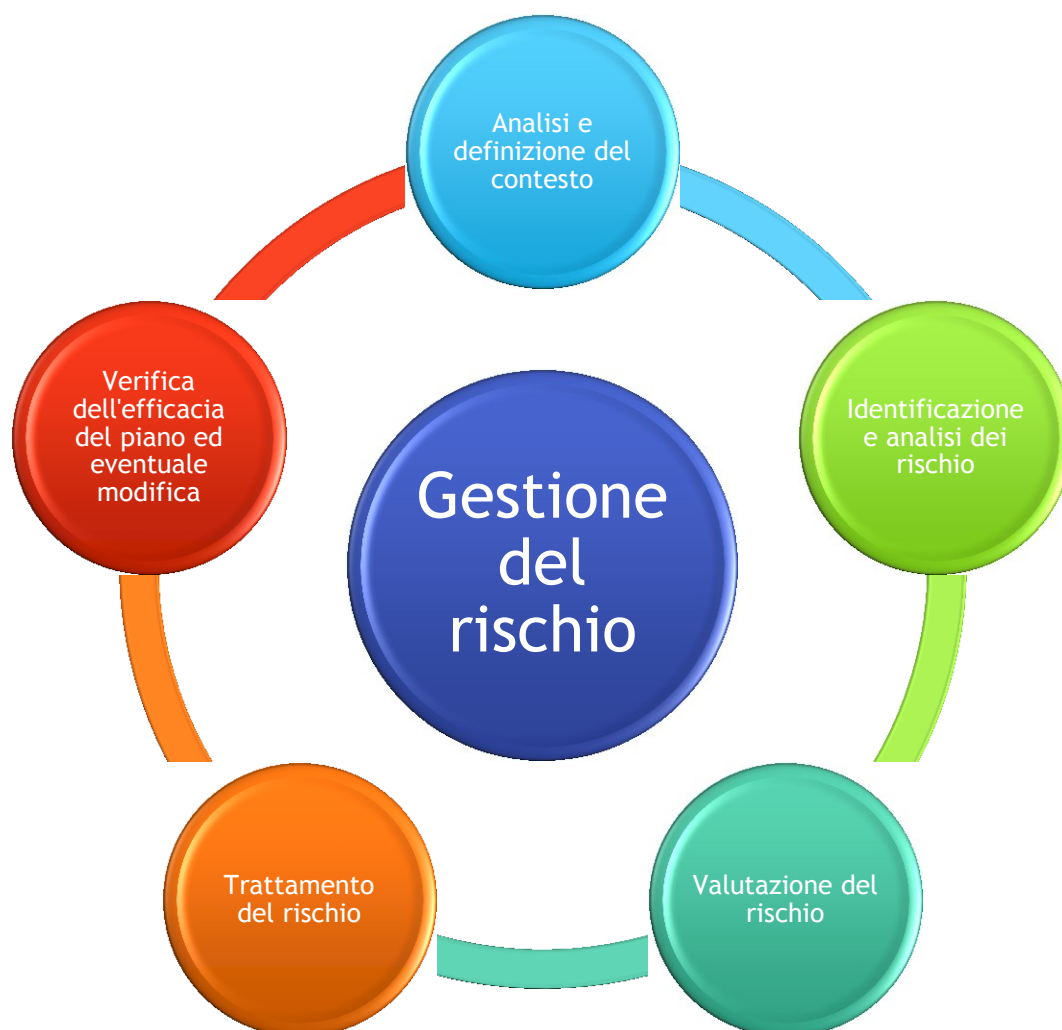 Analisi e
definizione del
contesto
Identificazione
e analisi dei
rischio
Valutazione del
rischio
Trattamento
del rischio
Verifica
dell'efficacia
del piano ed
eventuale
modifica
Gestione
del
rischio